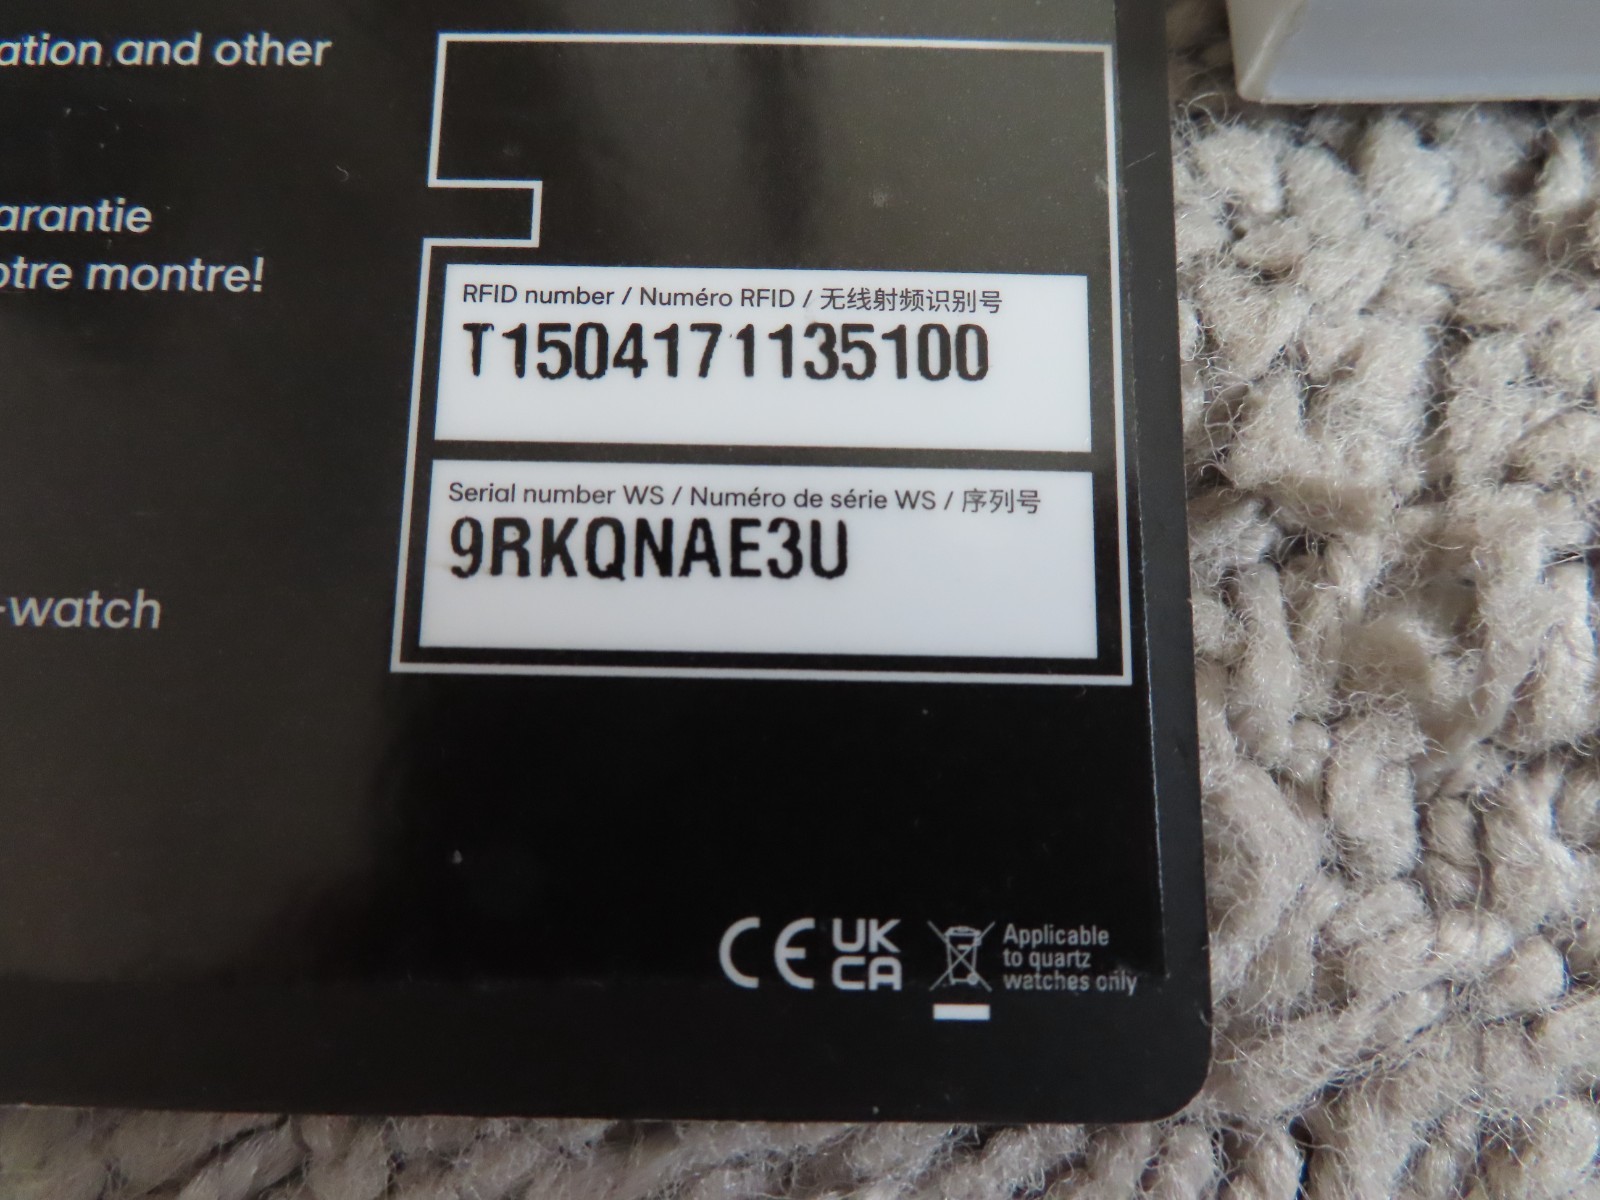 ation and other
arantie
otre montre!
-watch
RFID number / Numéro RFID / 无线射频识别号
T1504171135100
Serial number WS / Numéro de série WS / 序列号
9RKQNAE3U
CE UK
CA
Applicable
to quartz
watches only